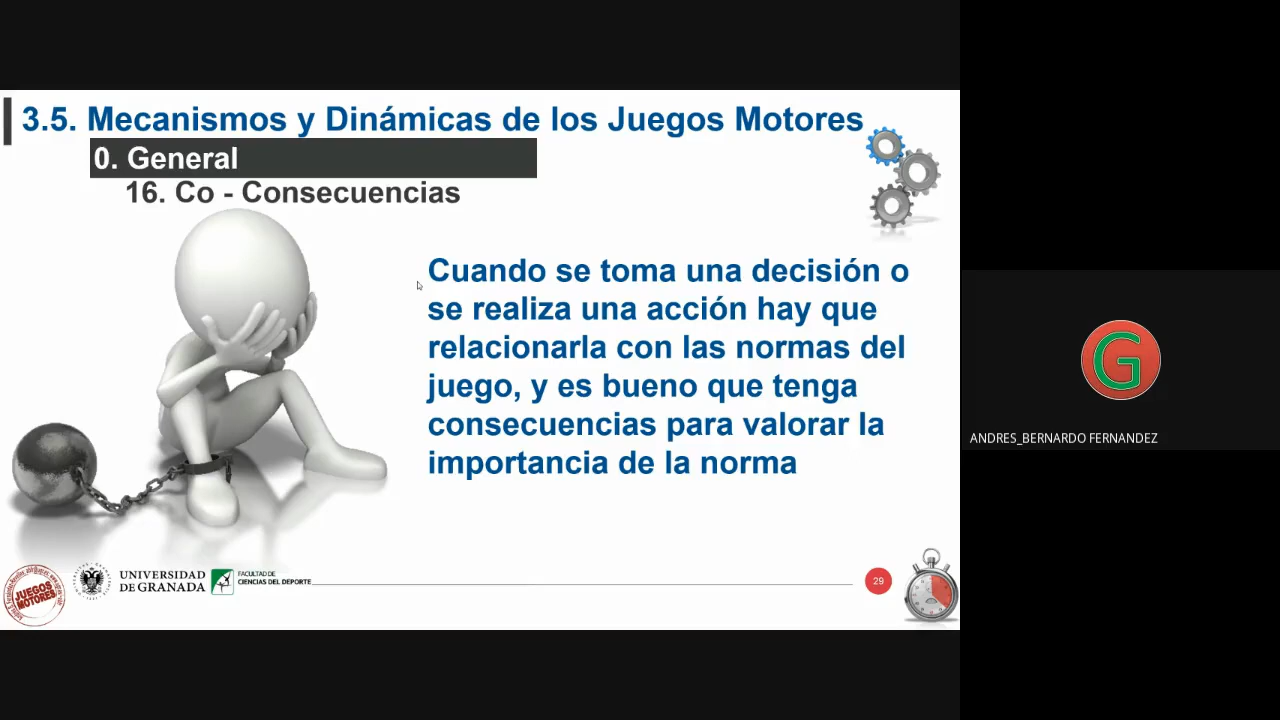 3.5. Mecanismos y Dinámicas de los Juegos Motores
0. General
16. Co - Consecuencias
Cuando se toma una decisión o
se realiza una acción hay que
relacionarla con las normas del
juego, y es bueno que tenga
consecuencias para valorar la
importancia de la norma
G
ANDRES_BERNARDO FERNANDEZ
JUEGOS
MOTORES
UNIVERSIDAD
DE GRANADA
FACULTAD DE
CIENCIAS DEL DEPORTE
29